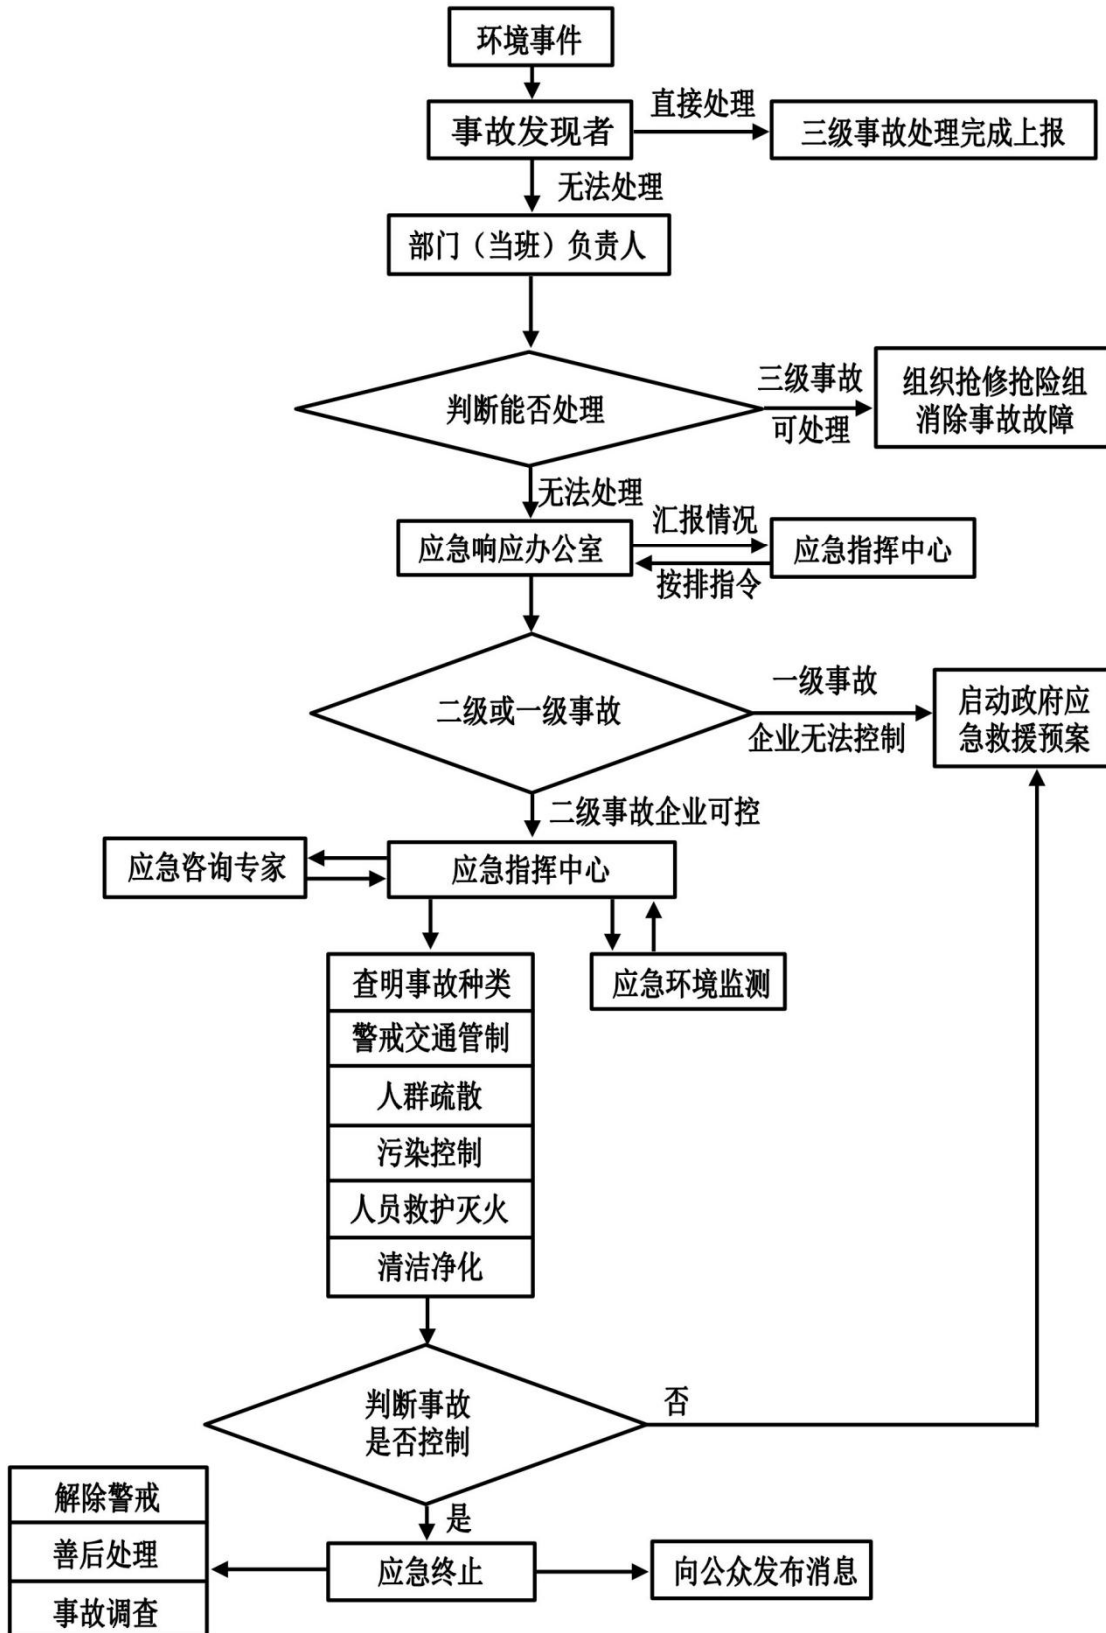 环境事件
事故发现者
直接处理
三级事故处理完成上报
无法处理
部门（当班）负责人
判断能否处理
三级事故
可处理
组织抢修抢险组
消除事故故障
无法处理
应急响应办公室
汇报情况
按排指令
应急指挥中心
二级或一级事故
一级事故
企业无法控制
启动政府应
急救援预案
二级事故企业可控
应急咨询专家
应急指挥中心
查明事故种类
应急环境监测
警戒交通管制
人群疏散
污染控制
人员救护灭火
清洁净化
判断事故
是否控制
否
是
解除警戒
善后处理
事故调查
应急终止
向公众发布消息